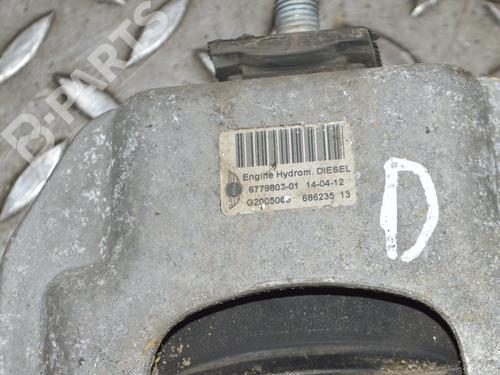 B-PARTS
Engine Hydrom. DIESEL
6779803-01 14-04-12
686235 13
D